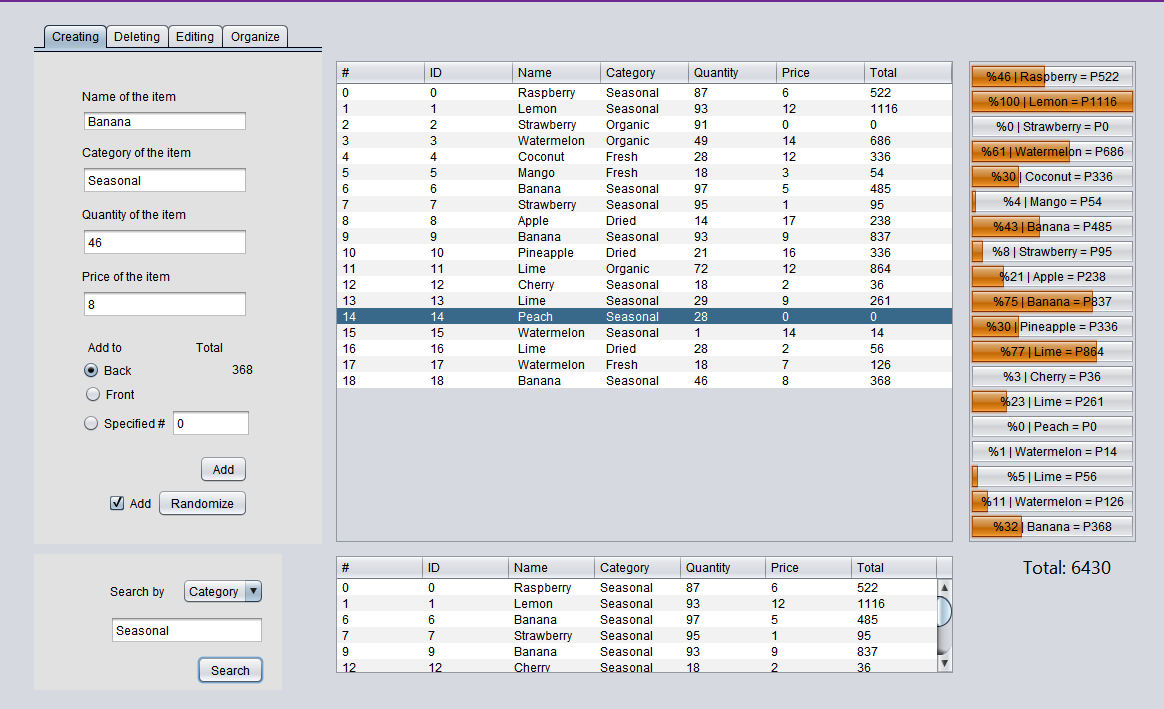 Creating Deleting Editing Organize
Name of the item
Banana
Category of the item
Seasonal
Quantity of the item
46
Price of the item
8
Add to Total
Back 368
Front
Specified # 0
Add
Add Randomize
# ID Name Category Quantity Price Total
0 0 Raspberry Seasonal 87 6 522
1 1 Lemon Seasonal 93 12 1116
2 2 Strawberry Organic 91 0 0
3 3 Watermelon Organic 49 14 686
4 4 Coconut Fresh 28 12 336
5 5 Mango Fresh 18 3 54
6 6 Banana Seasonal 97 5 485
7 7 Strawberry Seasonal 95 1 95
8 8 Apple Dried 14 17 238
9 9 Banana Seasonal 93 9 837
10 10 Pineapple Dried 21 16 336
11 11 Lime Organic 72 12 864
12 12 Cherry Seasonal 18 2 36
13 13 Lime Seasonal 29 9 261
14 14 Peach Seasonal 28 0 0
15 15 Watermelon Seasonal 1 14 14
16 16 Lime Dried 28 2 56
17 17 Watermelon Fresh 18 7 126
18 18 Banana Seasonal 46 8 368
%46 | Raspberry = P522
%100 | Lemon = P1116
%0 | Strawberry = P0
%61 | Watermelon = P686
%30 | Coconut = P336
%4 | Mango = P54
%43 | Banana = P485
%8 | Strawberry = P95
%21 | Apple = P238
%75 | Banana = P837
%30 | Pineapple = P336
%77 | Lime = P864
%3 | Cherry = P36
%23 | Lime = P261
%0 | Peach = P0
%1 | Watermelon = P14
%5 | Lime = P56
%11 | Watermelon = P126
%32 | Banana = P368
Total: 6430
Search by Category
Seasonal
Search
# ID Name Category Quantity Price Total
0 0 Raspberry Seasonal 87 6 522
1 1 Lemon Seasonal 93 12 1116
6 6 Banana Seasonal 97 5 485
7 7 Strawberry Seasonal 95 1 95
9 9 Banana Seasonal 93 9 837
12 12 Cherry Seasonal 18 2 36